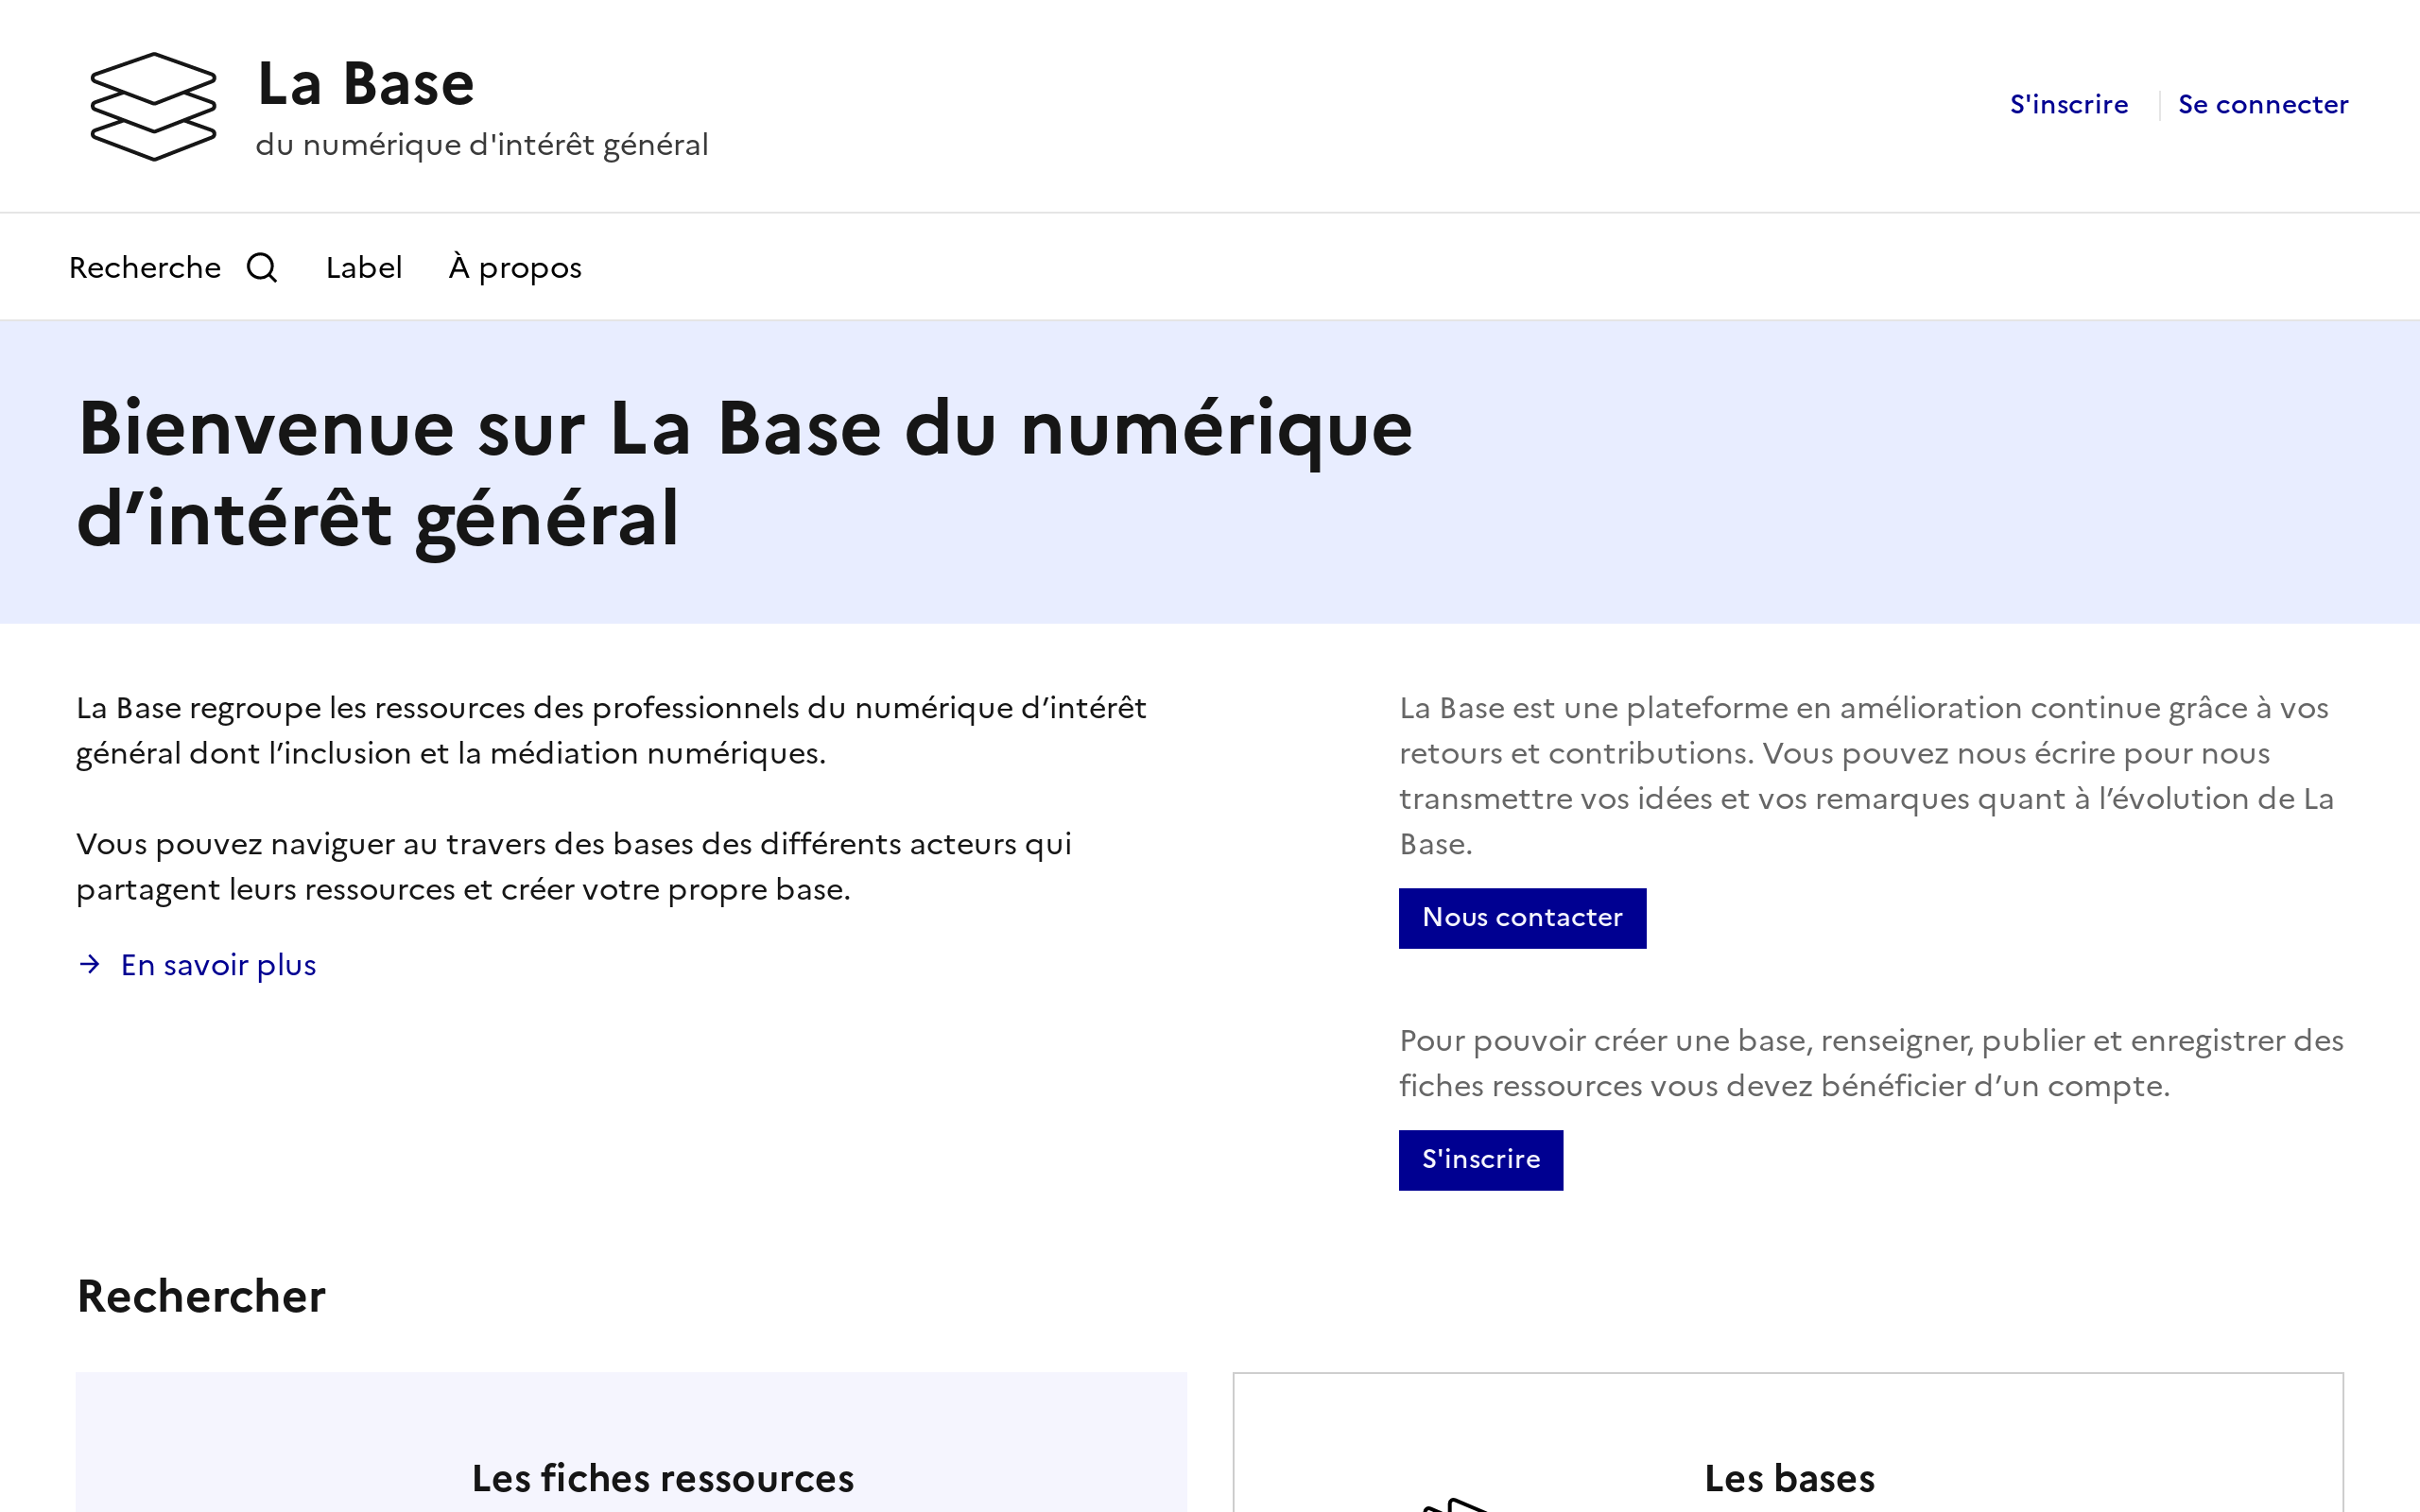 La Base
du numérique d'intérêt général
S'inscrire
Se connecter
Recherche
Label
À propos
Bienvenue sur La Base du numérique
d’intérêt général
La Base regroupe les ressources des professionnels du numérique d’intérêt
général dont l’inclusion et la médiation numériques.
Vous pouvez naviguer au travers des bases des différents acteurs qui
partagent leurs ressources et créer votre propre base.
En savoir plus
La Base est une plateforme en amélioration continue grâce à vos
retours et contributions. Vous pouvez nous écrire pour nous
transmettre vos idées et vos remarques quant à l’évolution de La
Base.
Nous contacter
Pour pouvoir créer une base, renseigner, publier et enregistrer des
fiches ressources vous devez bénéficier d’un compte.
S'inscrire
Rechercher
Les fiches ressources
Les bases